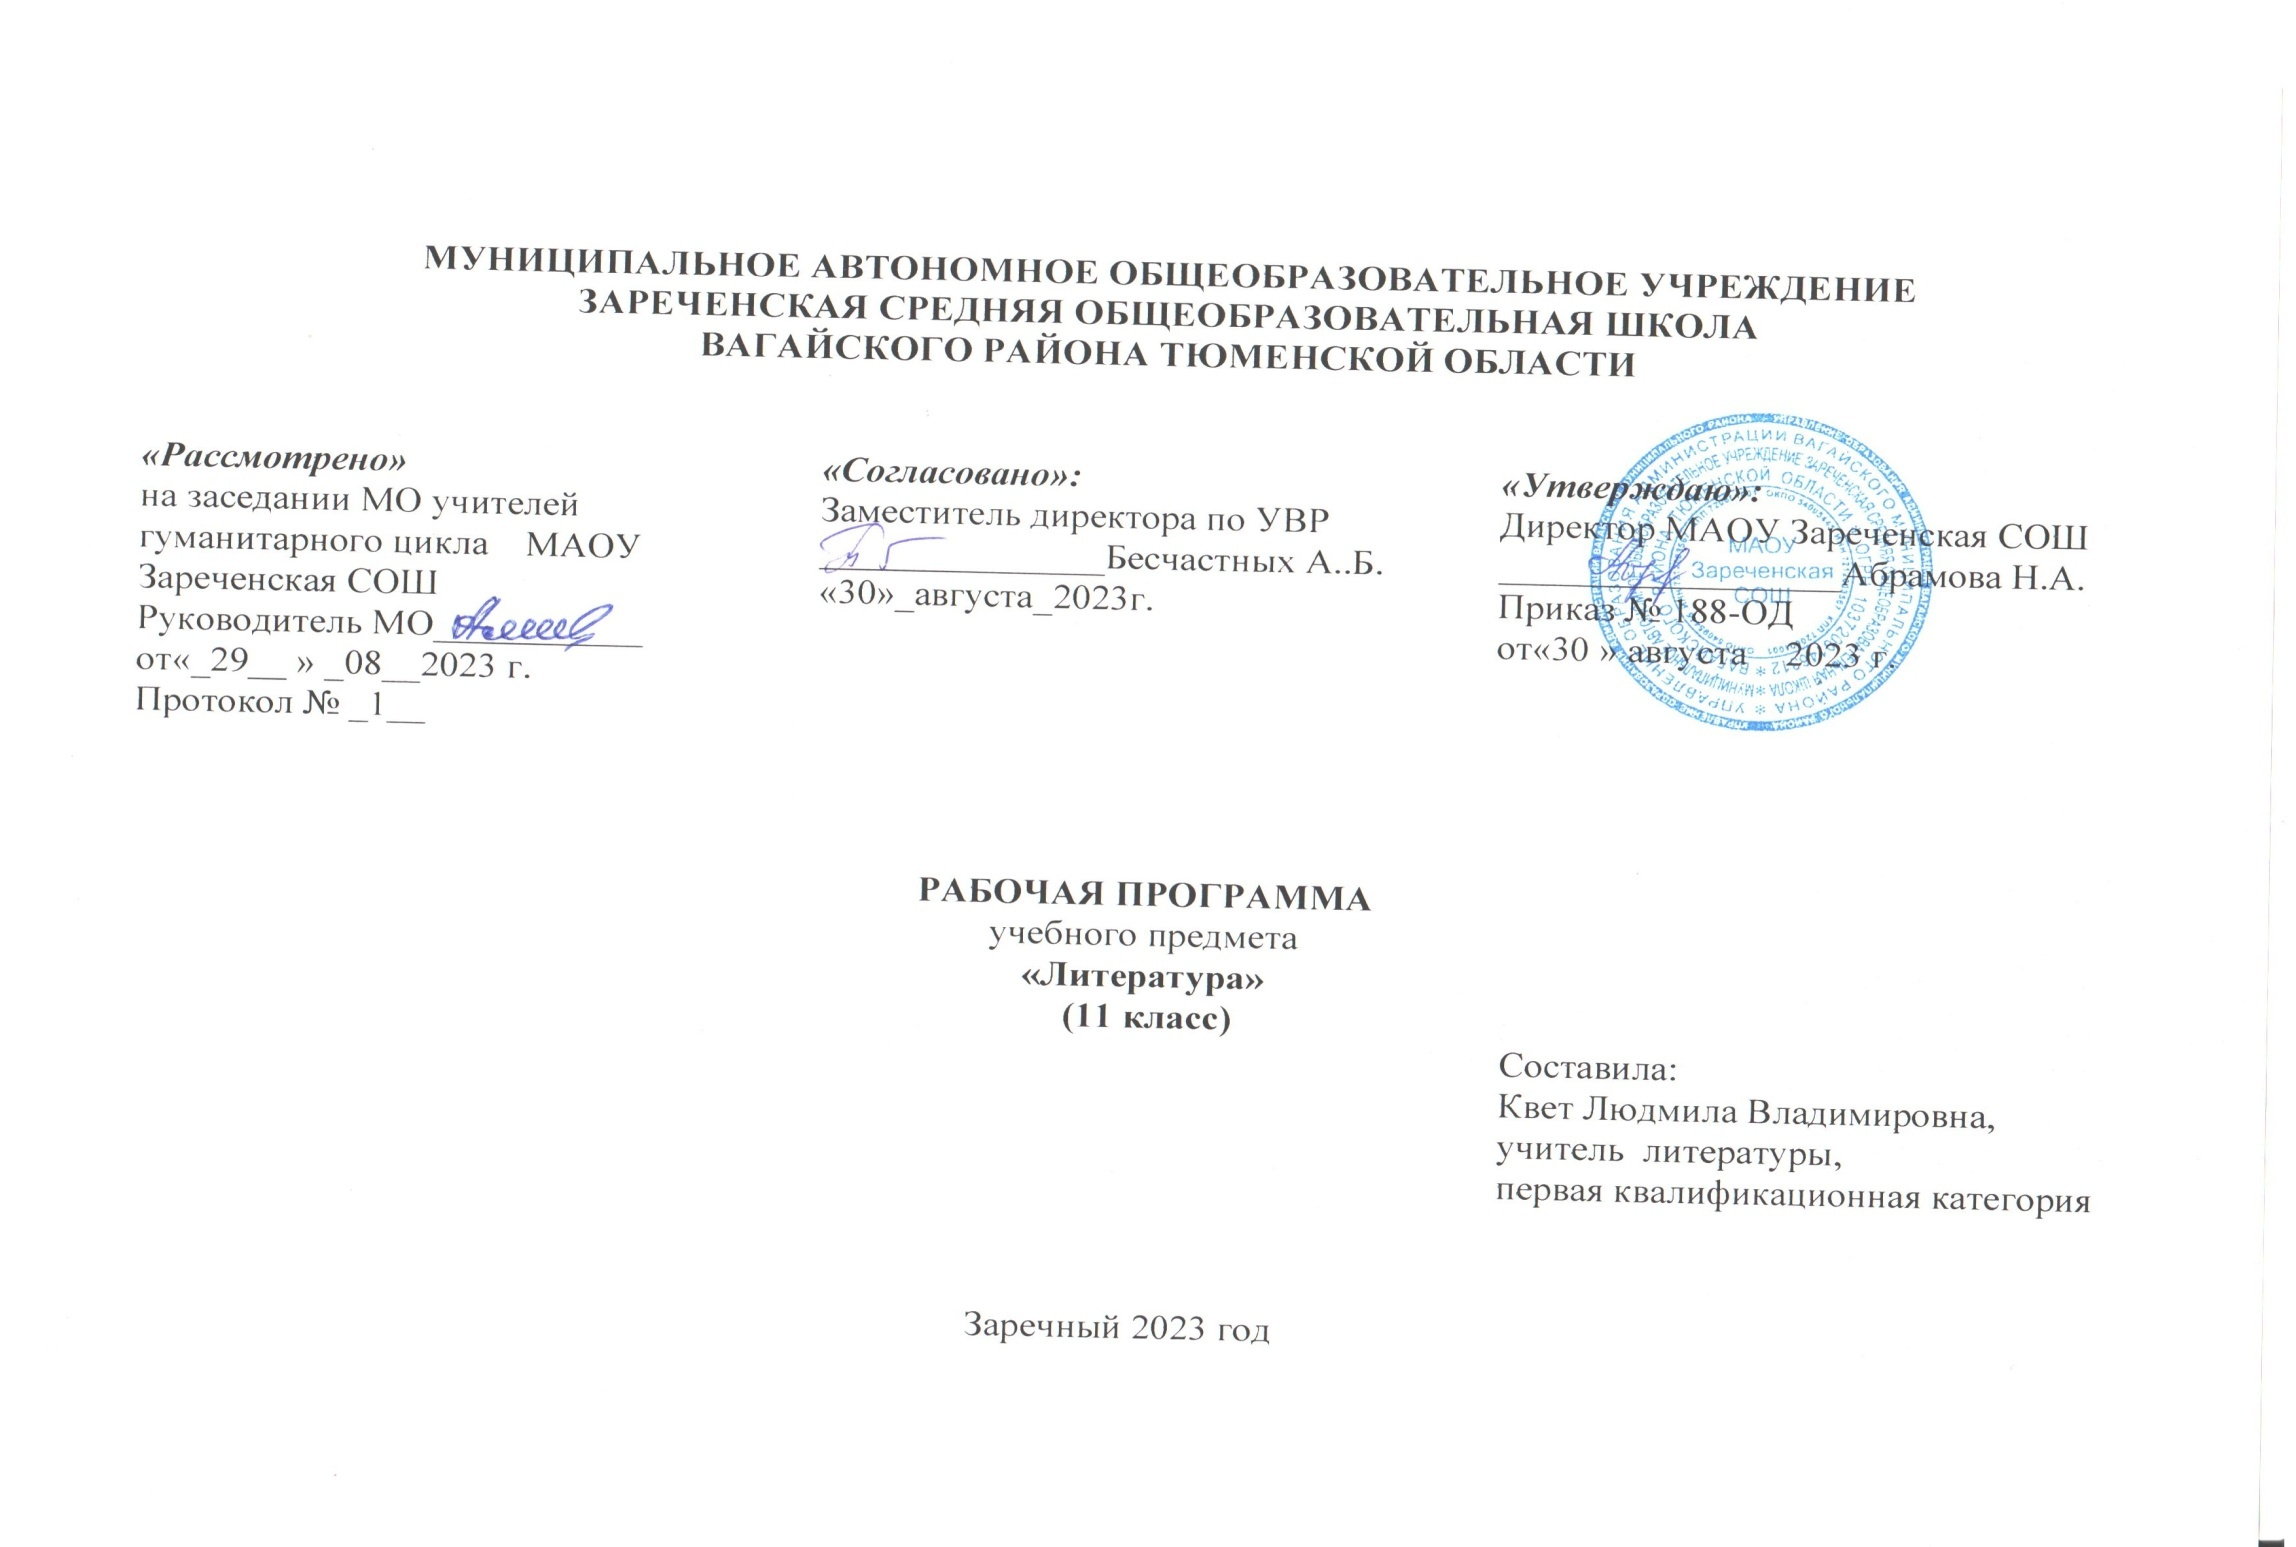 МУНИЦИПАЛЬНОЕ АВТОНОМНОЕ ОБЩЕОБРАЗОВАТЕЛЬНОЕ УЧРЕЖДЕНИЕ
ЗАРЕЧЕНСКАЯ СРЕДНЯЯ ОБЩЕОБРАЗОВАТЕЛЬНАЯ ШКОЛА
ВАГАЙСКОГО РАЙОНА ТЮМЕНСКОЙ ОБЛАСТИ
«Рассмотрено»
на заседании МО учителей
гуманитарного цикла МАОУ
Зареченская СОШ
Руководитель МО____________
от«_29__ » _08__2023 г.
Протокол № _1__
«Согласовано»:
Заместитель директора по УВР
________________Бесчастных А..Б.
«30»_августа_2023г.
«Утверждаю»:
Директор МАОУ Зареченская СОШ
___________________Абрамова Н.А.
Приказ № 188-ОД
от«30 » августа 2023 г.
МАОУ
Зареченская
СОШ
РАБОЧАЯ ПРОГРАММА
учебного предмета
«Литература»
(11 класс)
Составила:
Квет Людмила Владимировна,
учитель литературы,
первая квалификационная категория
Заречный 2023 год